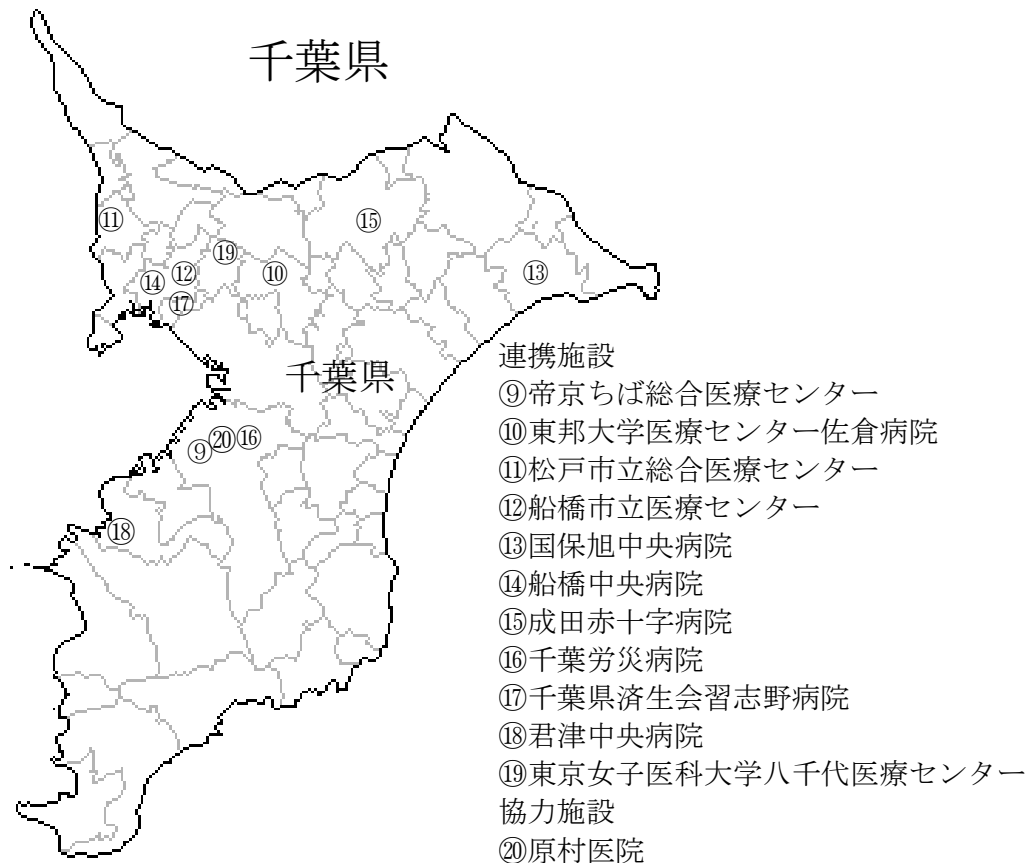 千葉県
⑪
⑮
⑲
⑭
⑫
⑩
⑬
⑰
千葉県
⑨
⑳
⑯
⑱
連携施設
⑨帝京ちば総合医療センター
⑩東邦大学医療センター佐倉病院
⑪松戸市立総合医療センター
⑫船橋市立医療センター
⑬国保旭中央病院
⑭船橋中央病院
⑮成田赤十字病院
⑯千葉労災病院
⑰千葉県済生会習志野病院
⑱君津中央病院
⑲東京女子医科大学八千代医療センター
協力施設
⑳原村医院